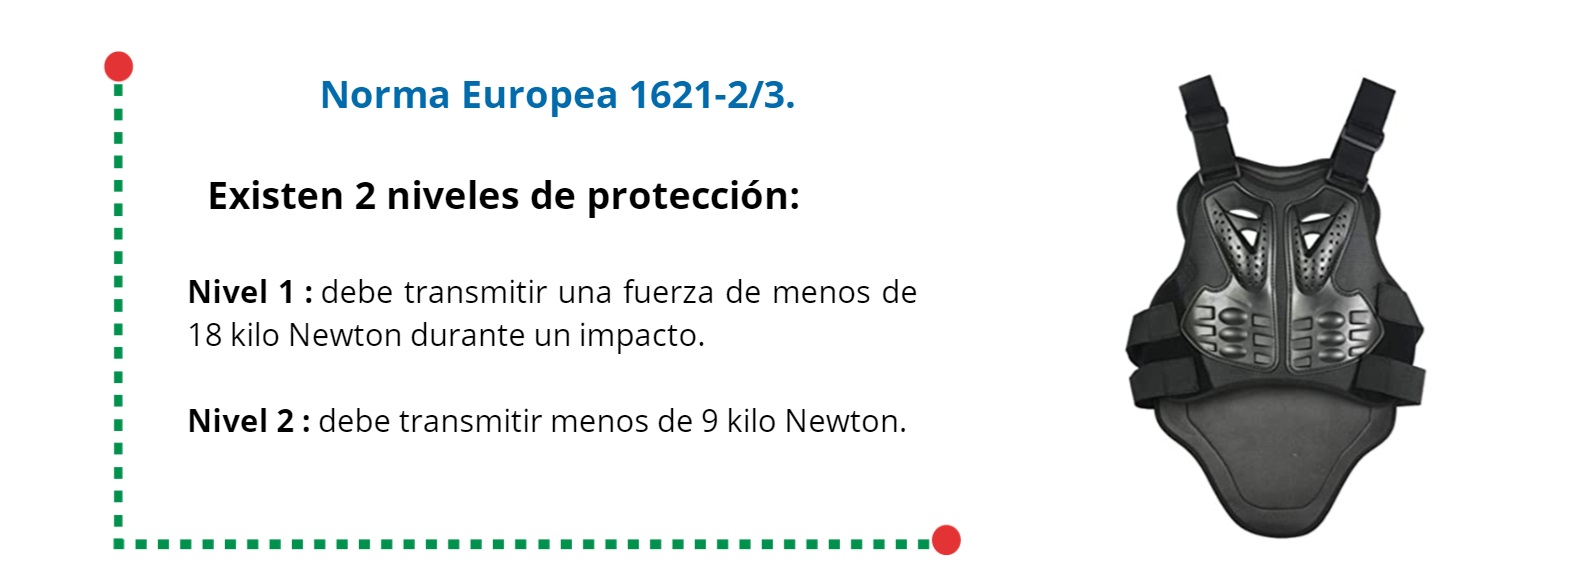 Norma Europea 1621-2/3.
Existen 2 niveles de protección:
Nivel 1 : debe transmitir una fuerza de menos de
18 kilo Newton durante un impacto.
Nivel 2 : debe transmitir menos de 9 kilo Newton.